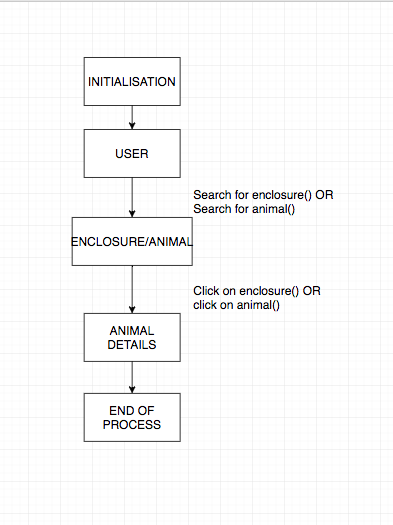 INITIALISATION
USER
Search for enclosure() OR
Search for animal()
ENCLOSURE/ANIMAL
Click on enclosure() OR
click on animal()
ANIMAL
DETAILS
END OF
PROCESS